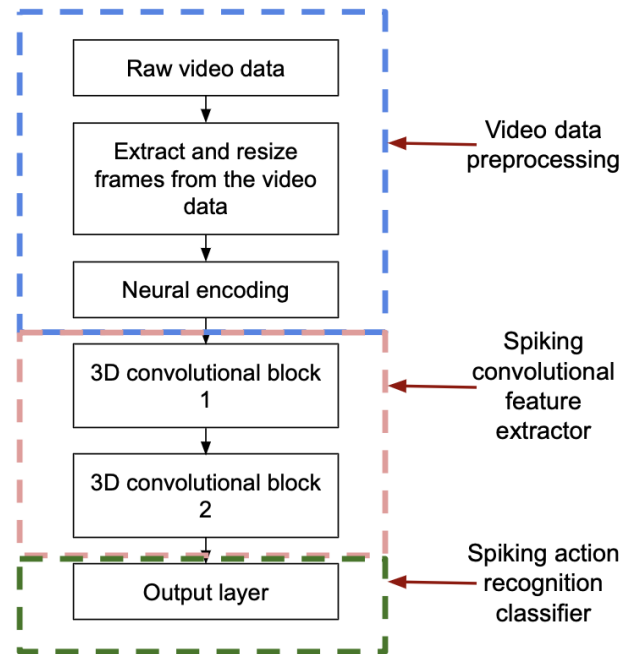 Raw video data
Extract and resize
frames from the video
data
Neural encoding
Video data
preprocessing
3D convolutional block
1
3D convolutional block
2
Spiking
convolutional
feature
extractor
Output layer
Spiking action
recognition
classifier